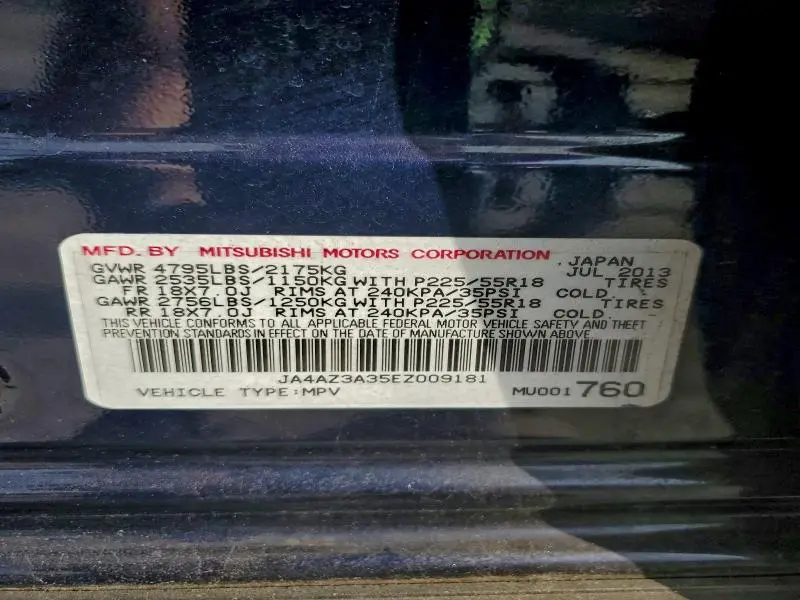 MFD. BY MITSUBISHI MOTORS CORPORATION , JAPAN
GVWR 4795LBS/2175KG JUL 2013
GAWR 2535LBS/1150KG WITH P225/55R18 TIRES
FR 18X7.0J RIMS AT 240KPA/35PSI COLD .
GAWR 2756LBS/1250KG WITH P225/55R18 TIRES
RR 18X7.0J RIMS AT 240KPA/35PSI COLD .
THIS VEHICLE CONFORMS TO ALL APPLICABLE FEDERAL MOTOR VEHICLE SAFETY AND THEFT
PREVENTION STANDARDS IN EFFECT ON THE DATE OF MANUFACTURE SHOWN ABOVE.
JA4AZ3A35EZ009181
VEHICLE TYPE:MPV MU001760